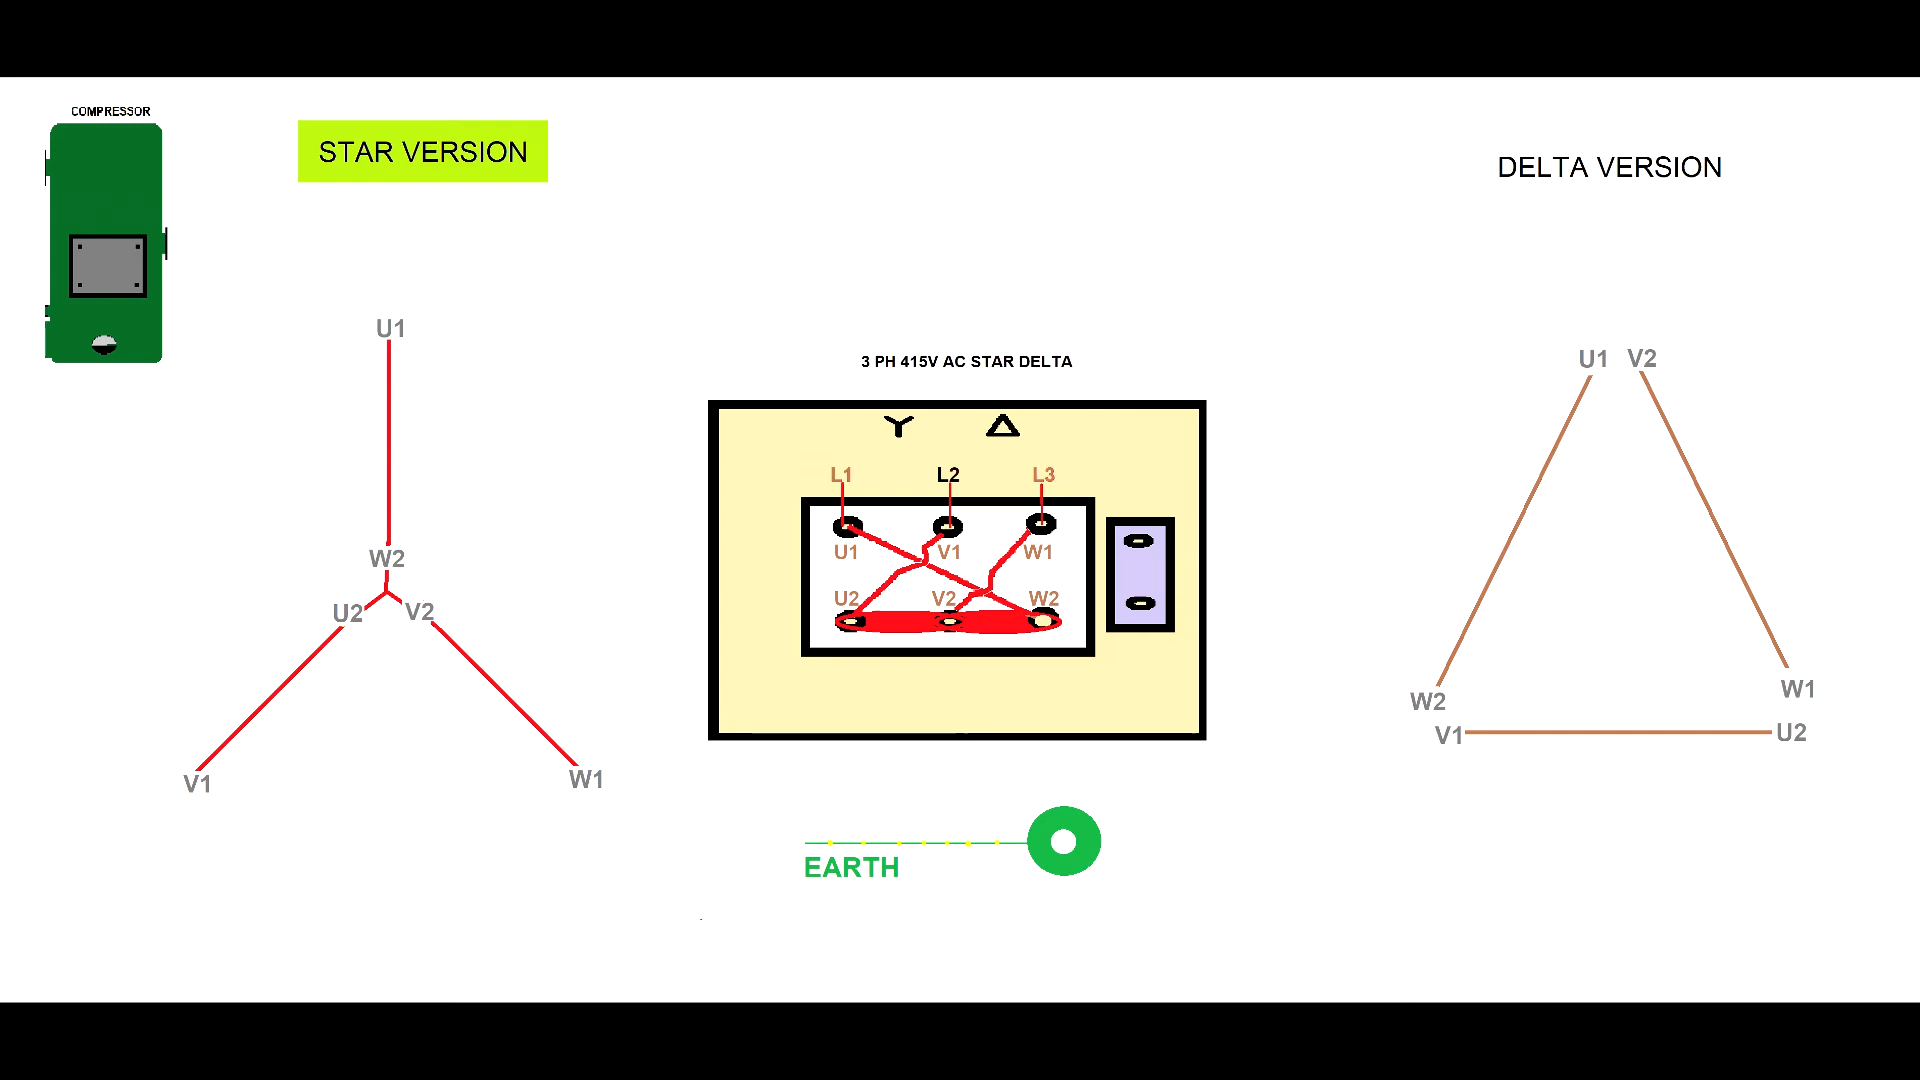 COMPRESSOR
STAR VERSION
DELTA VERSION
U1
W2
U2 V2
V1
W1
3 PH 415V AC STAR DELTA
L1 L2 L3
U1 V1 W1
U2 V2 W2
EARTH
U1 V2
W2
W1
V1
U2